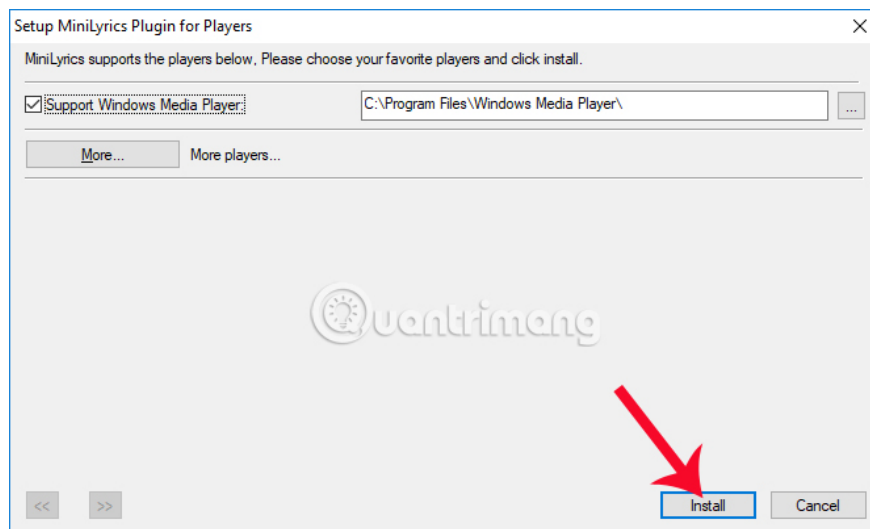 Setup MiniLyrics Plugin for Players
MiniLyrics supports the players below, Please choose your favorite players and click install.
Support Windows Media Player: C:\Program Files\Windows Media Player\ ...
More... More players...
Quantrimang
<< >> Install Cancel